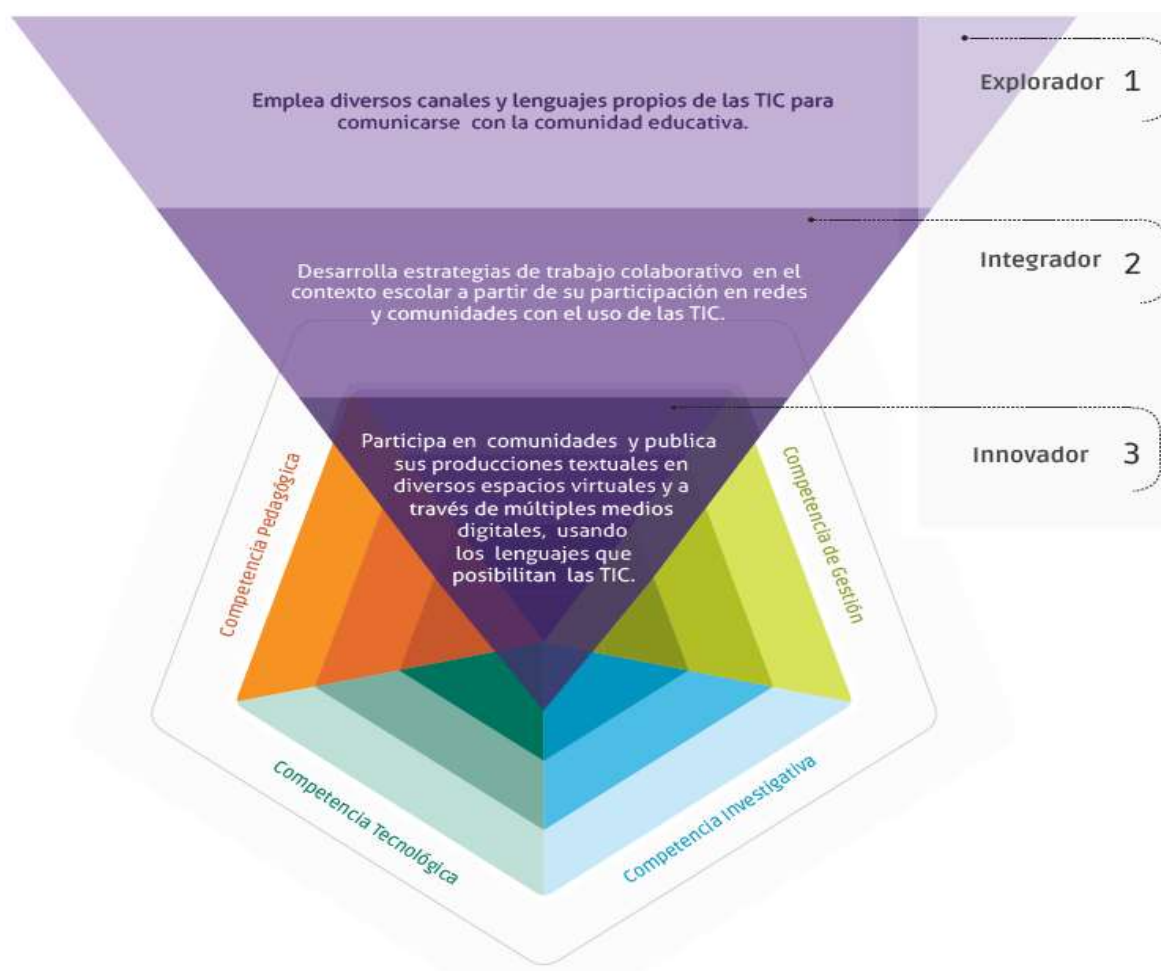 Emplea diversos canales y lenguajes propios de las TIC para
comunicarse con la comunidad educativa.
Explorador 1
Desarrolla estrategias de trabajo colaborativo en el
contexto escolar a partir de su participación en redes
y comunidades con el uso de las TIC.
Integrador 2
Participa en comunidades y publica
sus producciones textuales en
diversos espacios virtuales y a
través de múltiples medios
digitales, usando
los lenguajes que
posibilitan las TIC.
Innovador 3
Competencia Pedagógica
Competencia de Gestión
Competencia Tecnológica
Competencia Investigativa